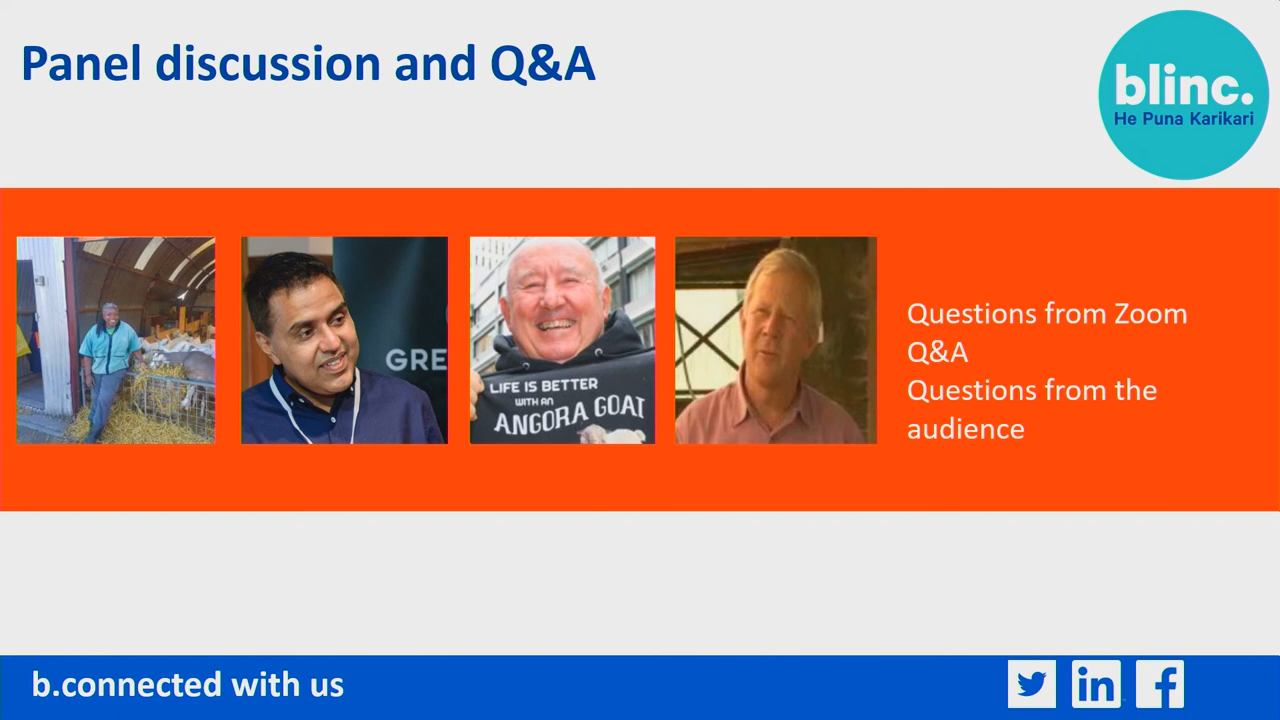 Panel discussion and Q&A
blinc.
He Puna Karikari
GRE
LIFE IS BETTER
WITH AN
ANGORA GOAT
Questions from Zoom
Q&A
Questions from the
audience
b.connected with us
in
f